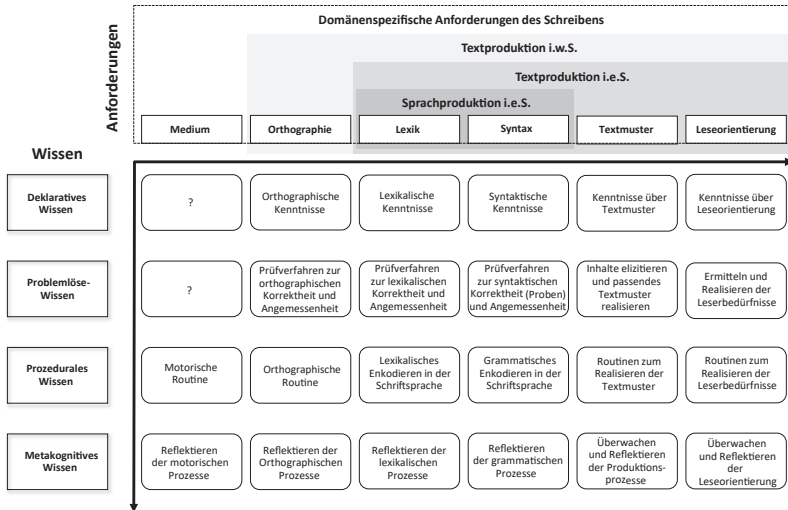 Domänenspezifische Anforderungen des Schreibens
Textproduktion i.w.S.
Textproduktion i.e.S.
Sprachproduktion i.e.S.
Anforderungen
Medium
Orthographie
Lexik
Syntax
Textmuster
Leseorientierung
Wissen
Deklaratives
Wissen
?
Orthographische
Kenntnisse
Lexikalische
Kenntnisse
Syntaktische
Kenntnisse
Kenntnisse über
Textmuster
Kenntnisse über
Leseorientierung
Problemlöse-
Wissen
?
Prüfverfahren zur
orthographischen
Korrektheit und
Angemessenheit
Prüfverfahren
zur lexikalischen
Korrektheit und
Angemessenheit
Prüfverfahren
zur syntaktischen
Korrektheit (Proben)
und Angemessenheit
Inhalte elizitieren
und passendes
Textmuster
realisieren
Ermitteln und
Realisieren der
Leserbedürfnisse
Prozedurales
Wissen
Motorische
Routine
Orthographische
Routine
Lexikalisches
Enkodieren in der
Schriftsprache
Grammatisches
Enkodieren in der
Schriftsprache
Routinen zum
Realisieren der
Textmuster
Routinen zum
Realisieren der
Leserbedürfnisse
Metakognitives
Wissen
Reflektieren
der motorischen
Prozesse
Reflektieren der
Orthographischen
Prozesse
Reflektieren der
lexikalischen
Prozesse
Reflektieren
der grammatischen
Prozesse
Überwachen
und Reflektieren
der Produktions-
prozesse
Überwachen
und Reflektieren
der
Leseorientierung